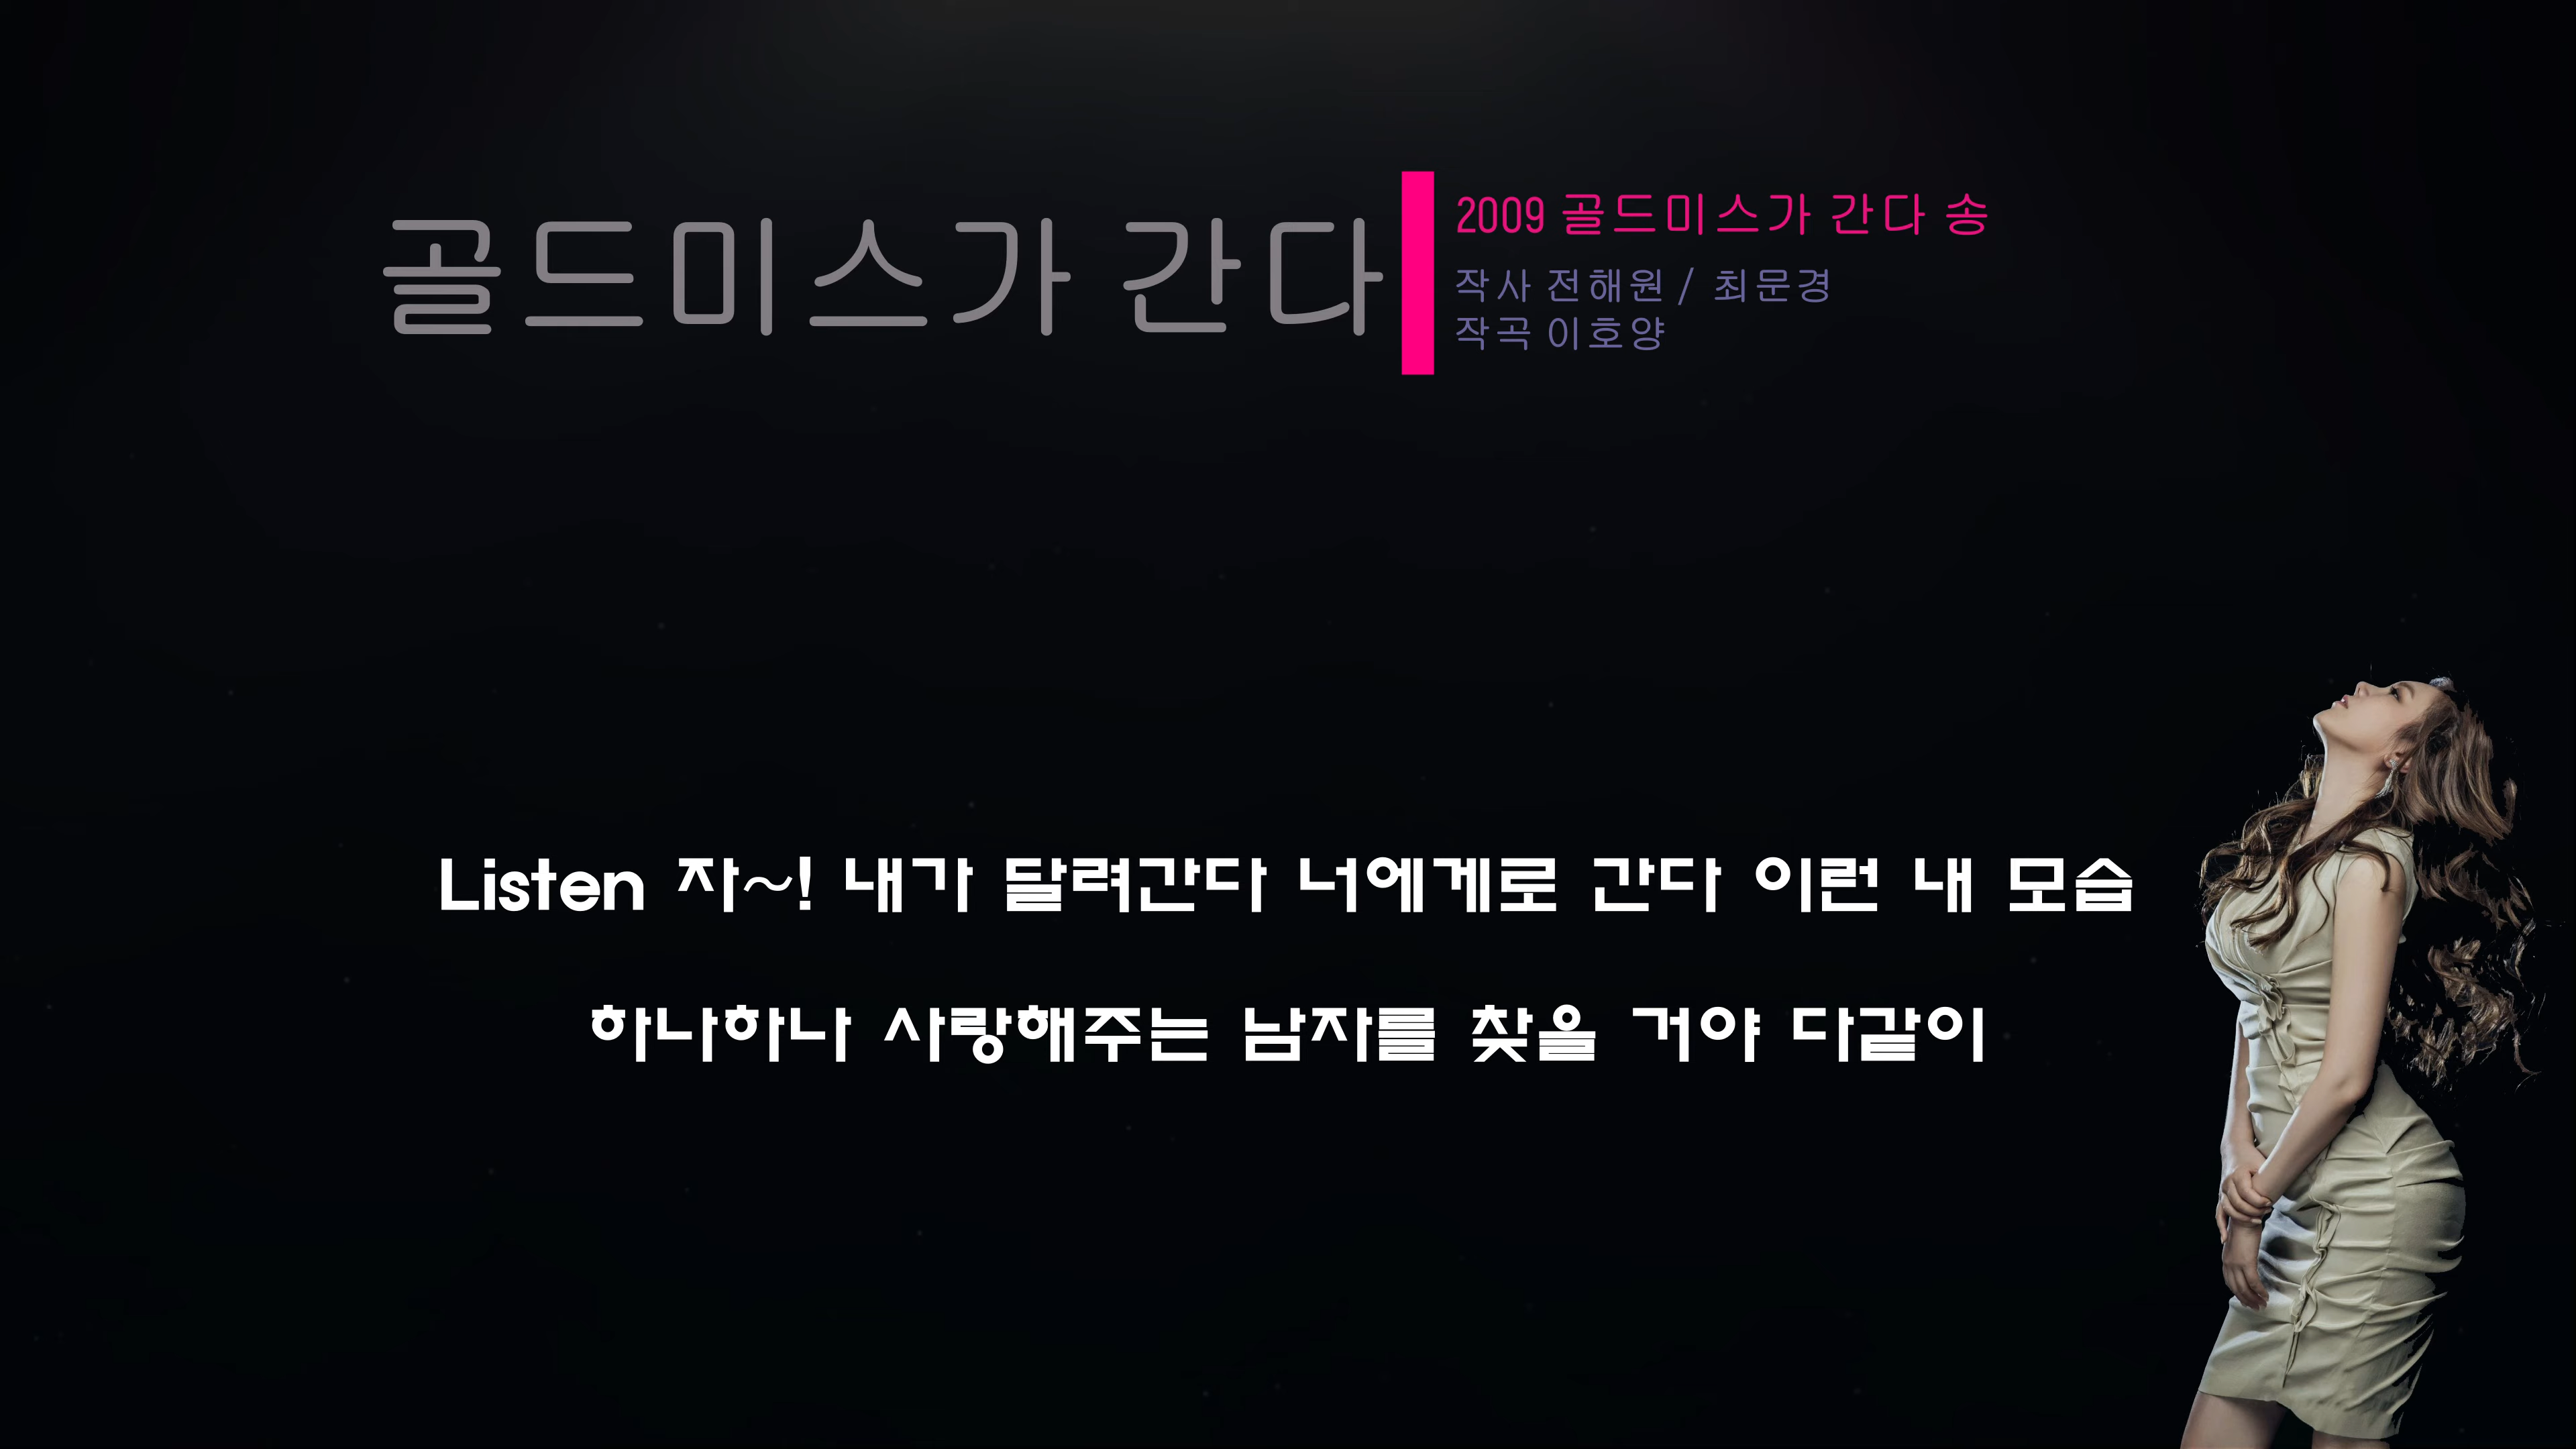 골드미스가 간다
2009 골드미스가 간다 송
작사 전해원 / 최문경
작곡 이호양
Listen 자~! 내가 달려간다 너에게로 간다 이런 내 모습
하나하나 사랑해주는 남자를 찾을 거야 다같이